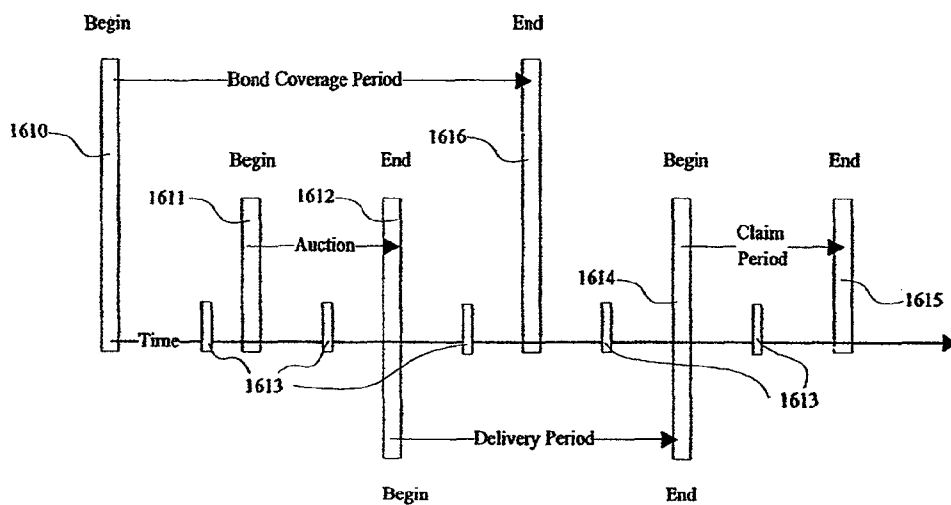 Begin
End
Bond Coverage Period
1610
1616
Begin
End
Begin
End
1611
1612
Auction
Claim
Period
1614
1615
Time
1613
1613
Delivery Period
Begin
End